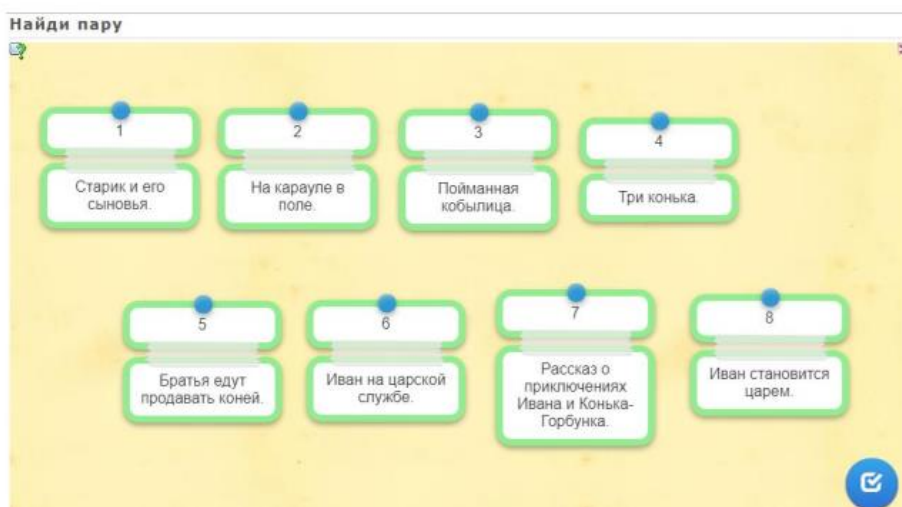 Найди пару
1
Старик и его
сыновья.
2
На карауле в
поле.
3
Пойманная
кобылица.
4
Три конька.
5
Братья едут
продавать коней.
6
Иван на царской
службе.
7
Рассказ о
приключениях
Ивана и Конька-
Горбунка.
8
Иван становится
царем.